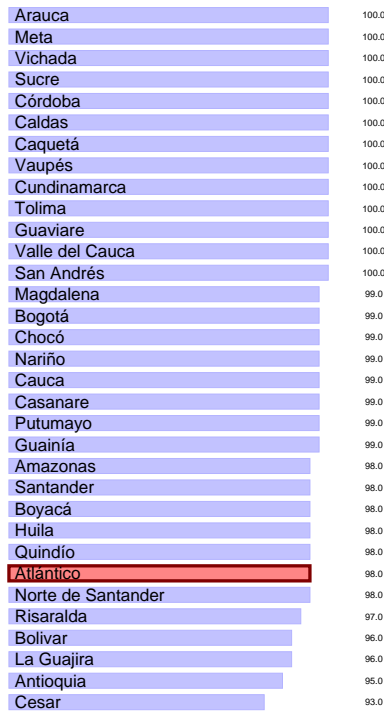 Arauca 100.0
Meta 100.0
Vichada 100.0
Sucre 100.0
Córdoba 100.0
Caldas 100.0
Caquetá 100.0
Vaupés 100.0
Cundinamarca 100.0
Tolima 100.0
Guaviare 100.0
Valle del Cauca 100.0
San Andrés 100.0
Magdalena 99.0
Bogotá 99.0
Chocó 99.0
Nariño 99.0
Cauca 99.0
Casanare 99.0
Putumayo 99.0
Guainía 99.0
Amazonas 98.0
Santander 98.0
Boyacá 98.0
Huila 98.0
Quindío 98.0
Atlántico 98.0
Norte de Santander 98.0
Risaralda 97.0
Bolivar 96.0
La Guajira 96.0
Antioquia 95.0
Cesar 93.0